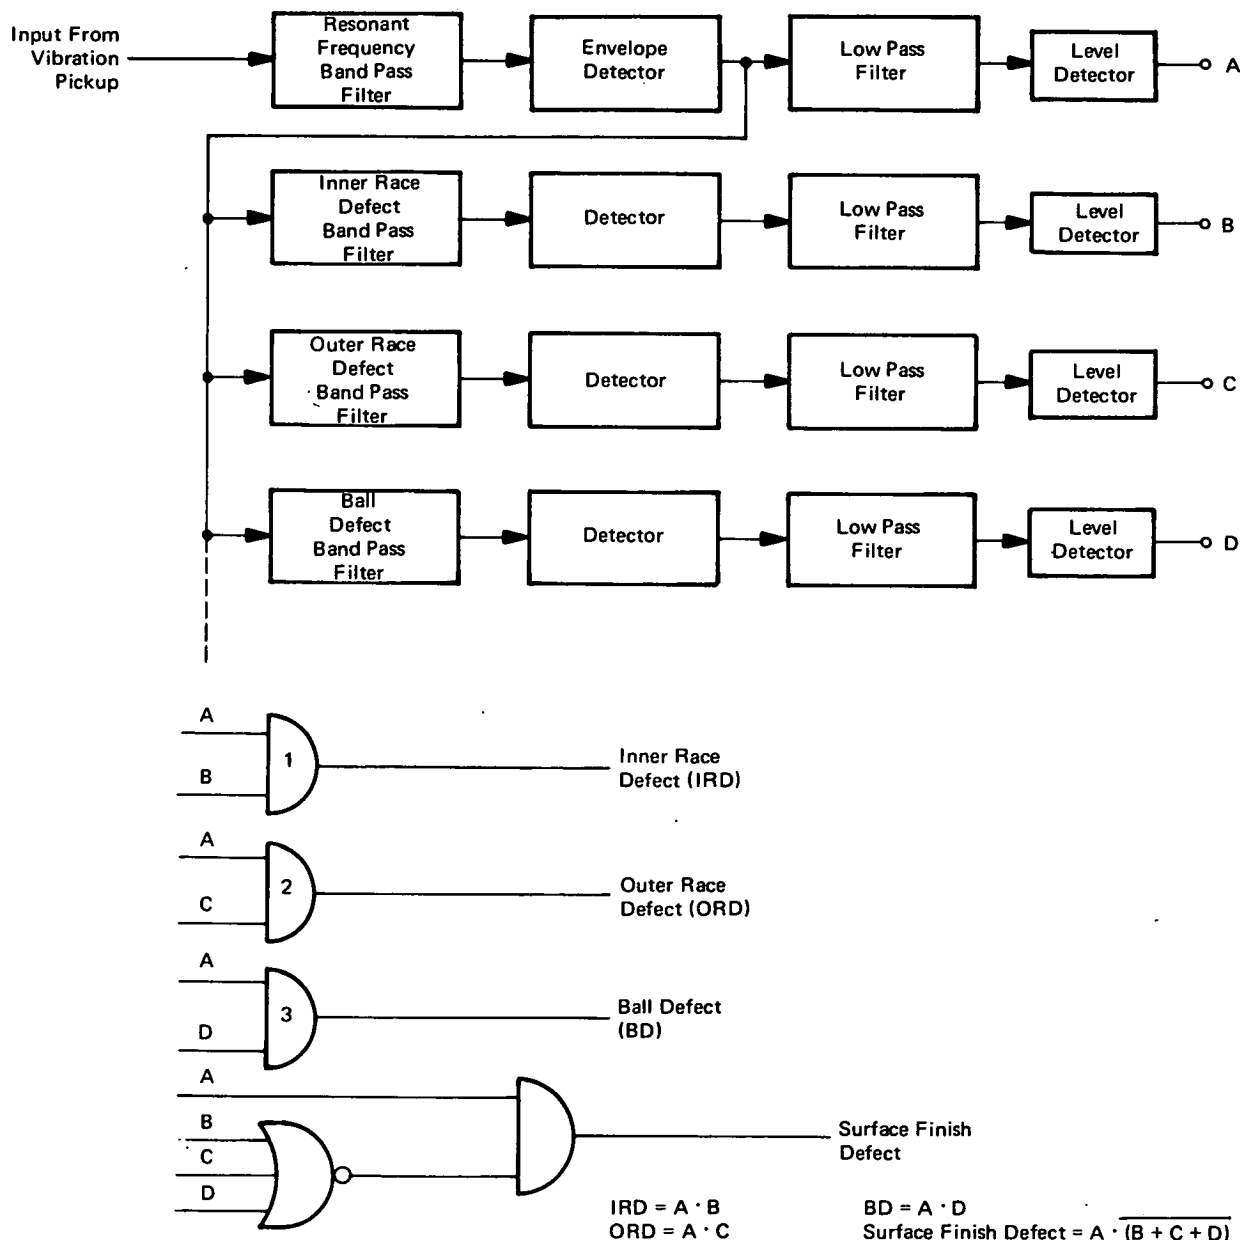 Input From
Vibration
Pickup
Resonant
Frequency
Band Pass
Filter
Envelope
Detector
Low Pass
Filter
Level
Detector
A
Inner Race
Defect
Band Pass
Filter
Detector
Low Pass
Filter
Level
Detector
B
Outer Race
Defect
Band Pass
Filter
Detector
Low Pass
Filter
Level
Detector
C
Ball
Defect
Band Pass
Filter
Detector
Low Pass
Filter
Level
Detector
D
A
B
1
Inner Race
Defect (IRD)
A
C
2
Outer Race
Defect (ORD)
A
D
3
Ball Defect
(BD)
A
B
C
D
Surface Finish
Defect
IRD = A · B
ORD = A · C
BD = A · D
Surface Finish Defect = A · \overline{(B + C + D)}